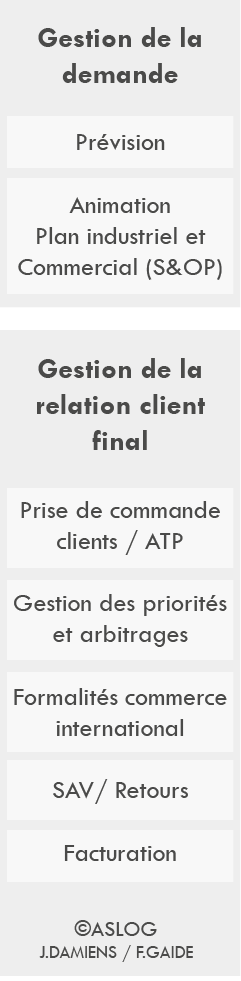 Gestion de la
demande
Prévision
Animation
Plan industriel et
Commercial (S&OP)
Gestion de la
relation client
final
Prise de commande
clients / ATP
Gestion des priorités
et arbitrages
Formalités commerce
international
SAV/ Retours
Facturation
©ASLOG
J.DAMIENS / F.GAIDE